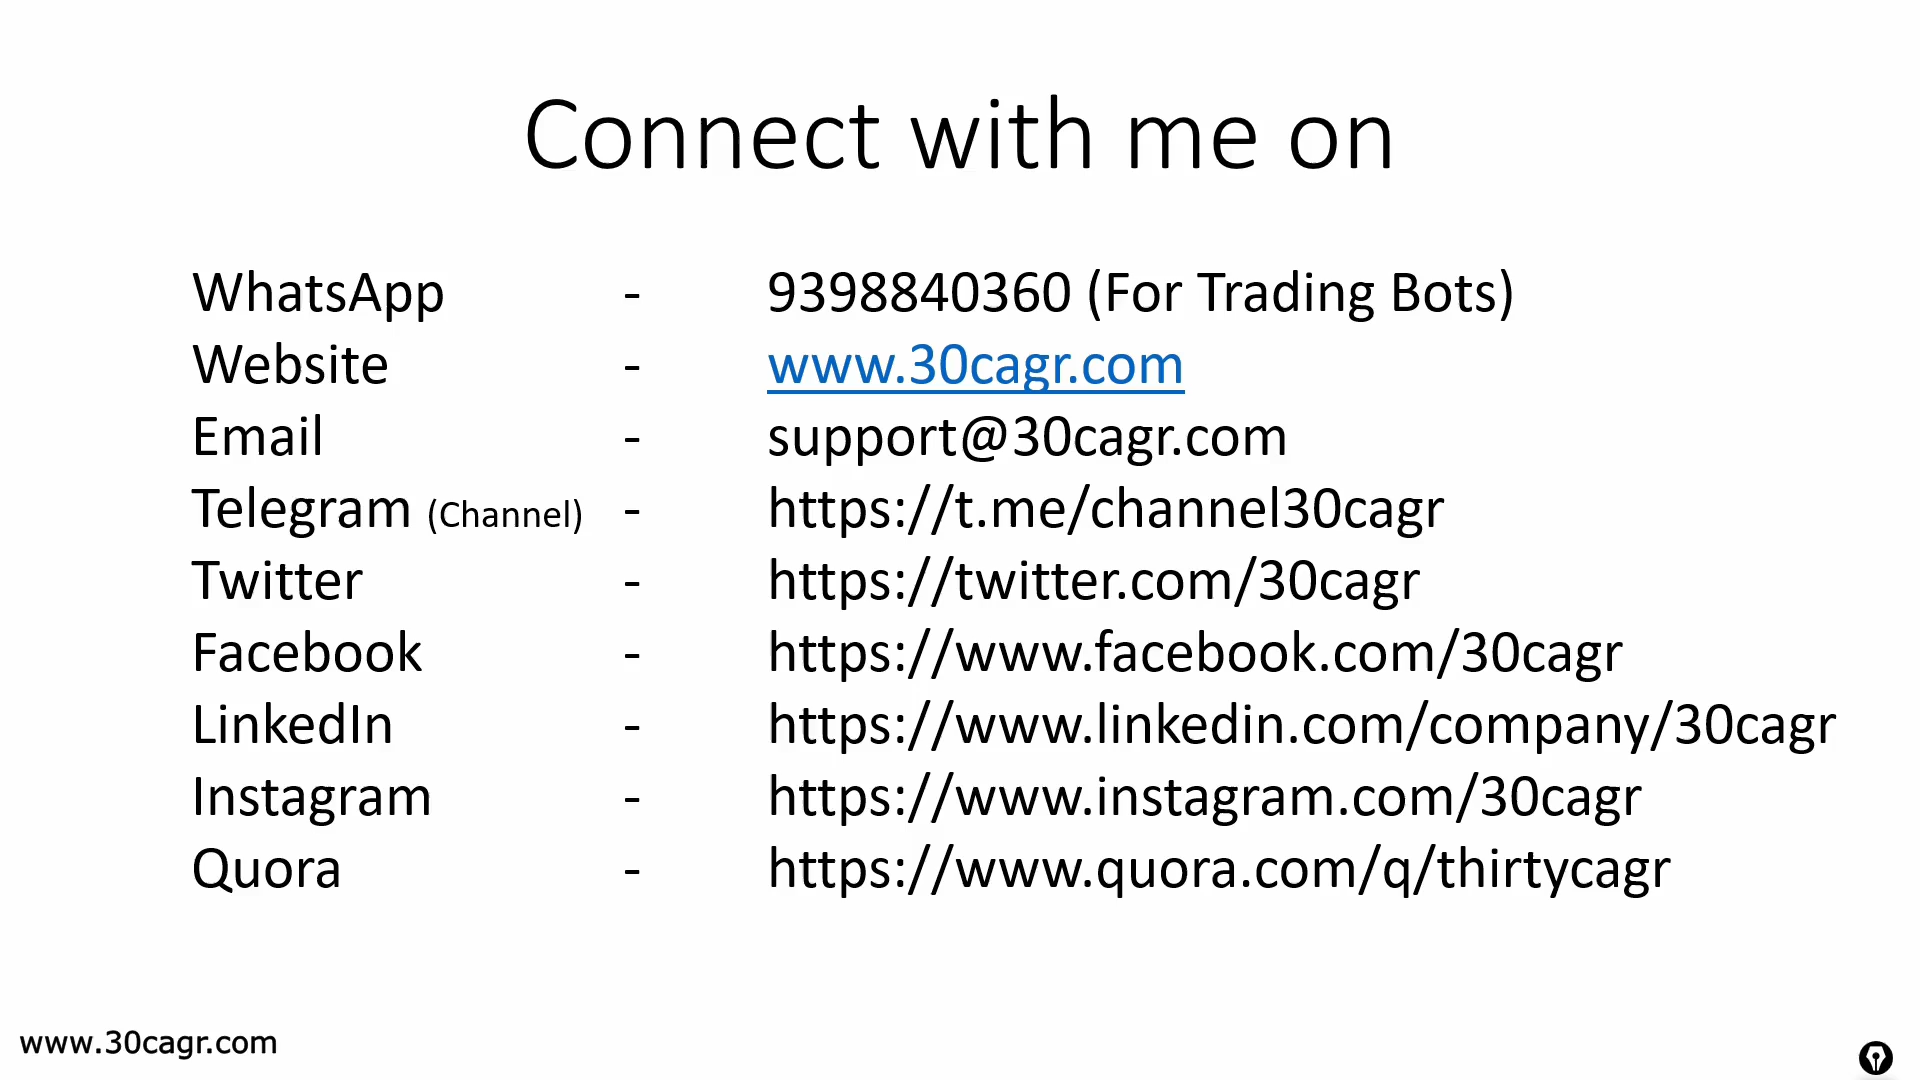 Connect with me on
WhatsApp - 9398840360 (For Trading Bots)
Website - www.30cagr.com
Email - support@30cagr.com
Telegram (Channel) - https://t.me/channel30cagr
Twitter - https://twitter.com/30cagr
Facebook - https://www.facebook.com/30cagr
LinkedIn - https://www.linkedin.com/company/30cagr
Instagram - https://www.instagram.com/30cagr
Quora - https://www.quora.com/q/thirtycagr
www.30cagr.com